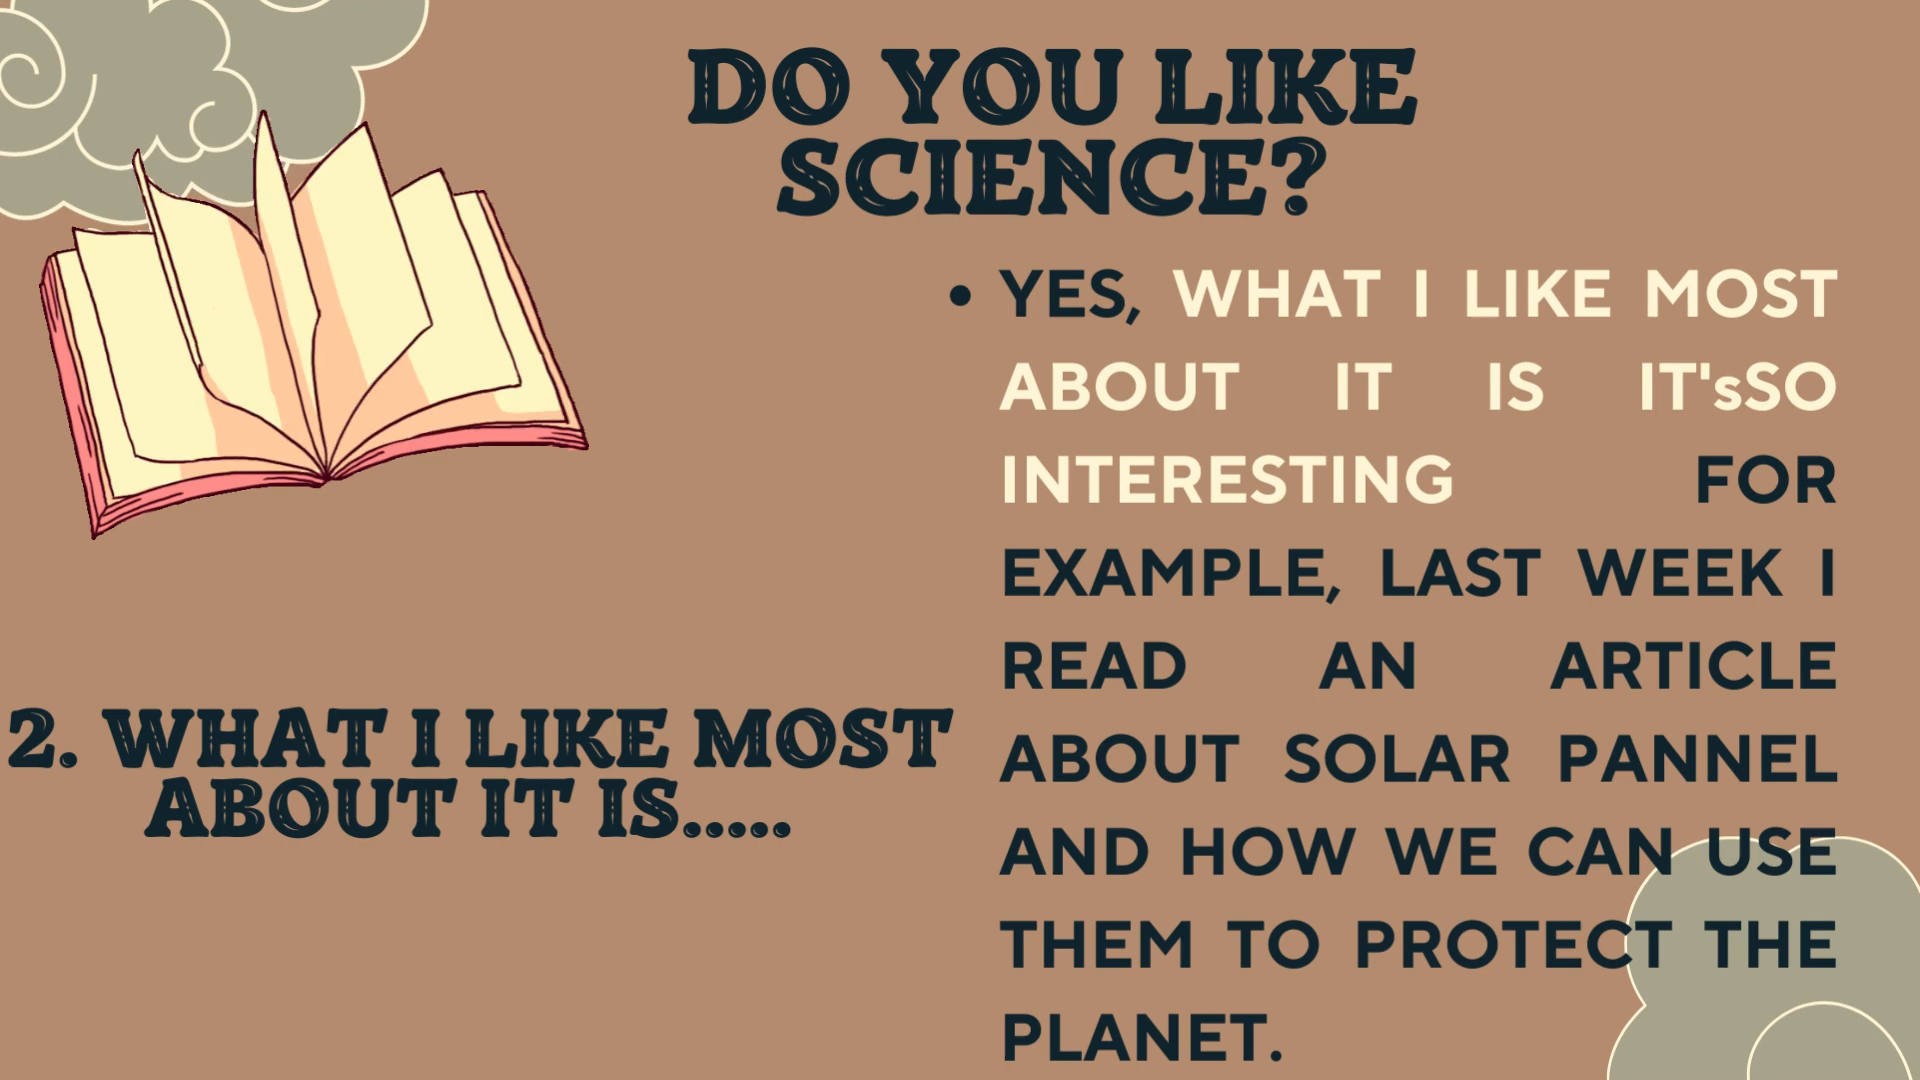 DO YOU LIKE
SCIENCE?
• YES, WHAT I LIKE MOST
ABOUT IT IS IT'sSO
INTERESTING FOR
EXAMPLE, LAST WEEK I
READ AN ARTICLE
ABOUT SOLAR PANNEL
AND HOW WE CAN USE
THEM TO PROTECT THE
PLANET.
2. WHAT I LIKE MOST
ABOUT IT IS.....